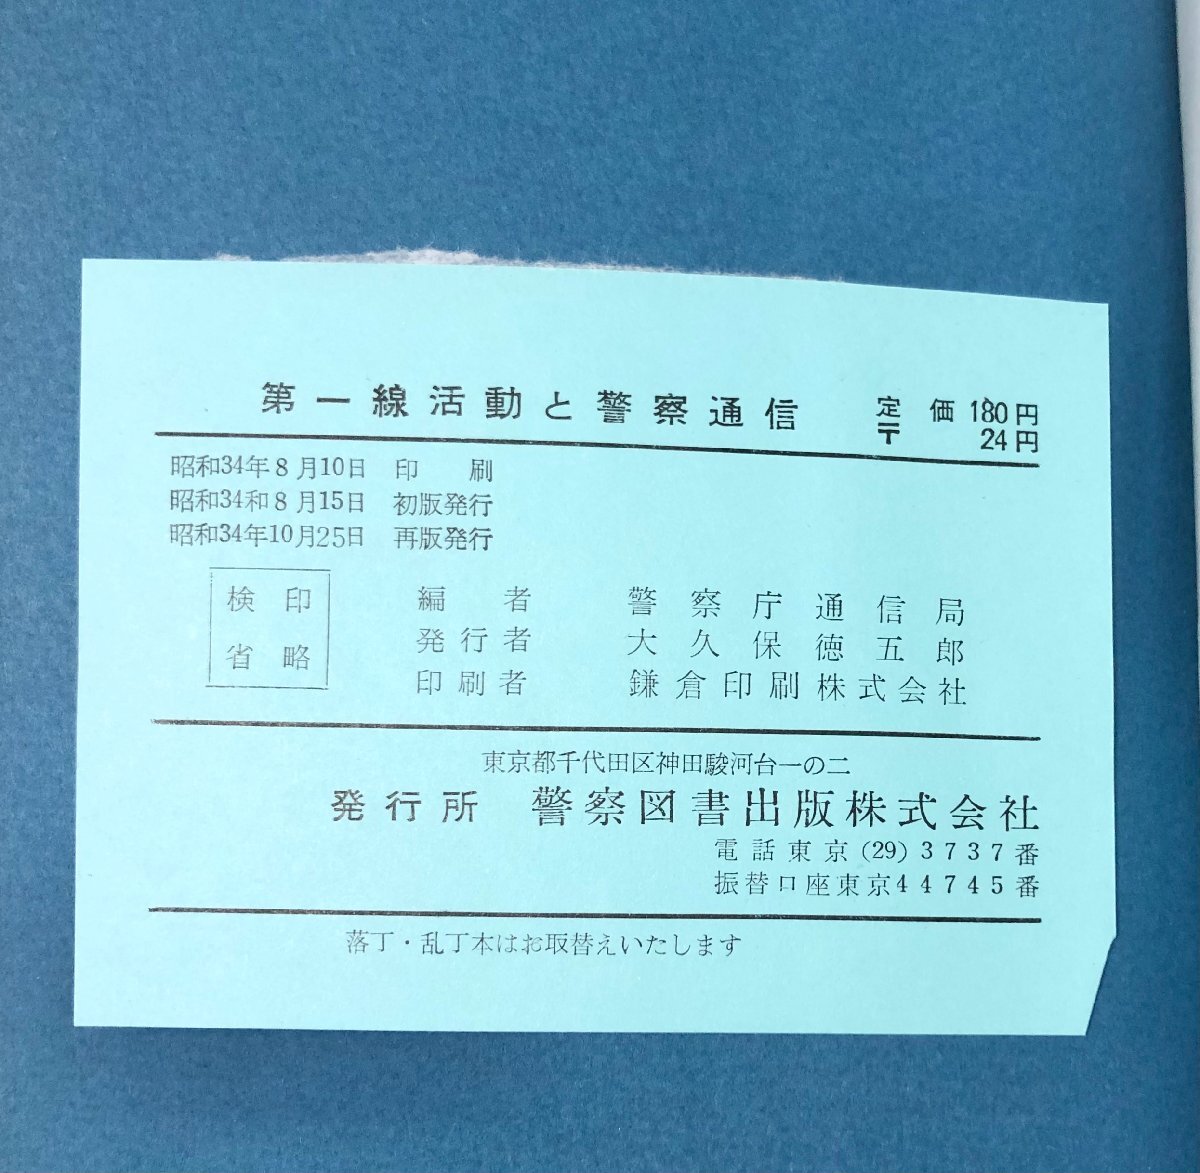 第一線活動と警察通信 定価180円
〒 24円
昭和34年8月10日 印刷
昭和34和8月15日 初版発行
昭和34年10月25日 再版発行
検印
省略
編者 警察庁通信局
発行者 大久保徳五郎
印刷者 鎌倉印刷株式会社
東京都千代田区神田駿河台一の二
発行所 警察図書出版株式会社
電話東京(29)3737番
振替口座東京44745番
落丁・乱丁本はお取替えいたします